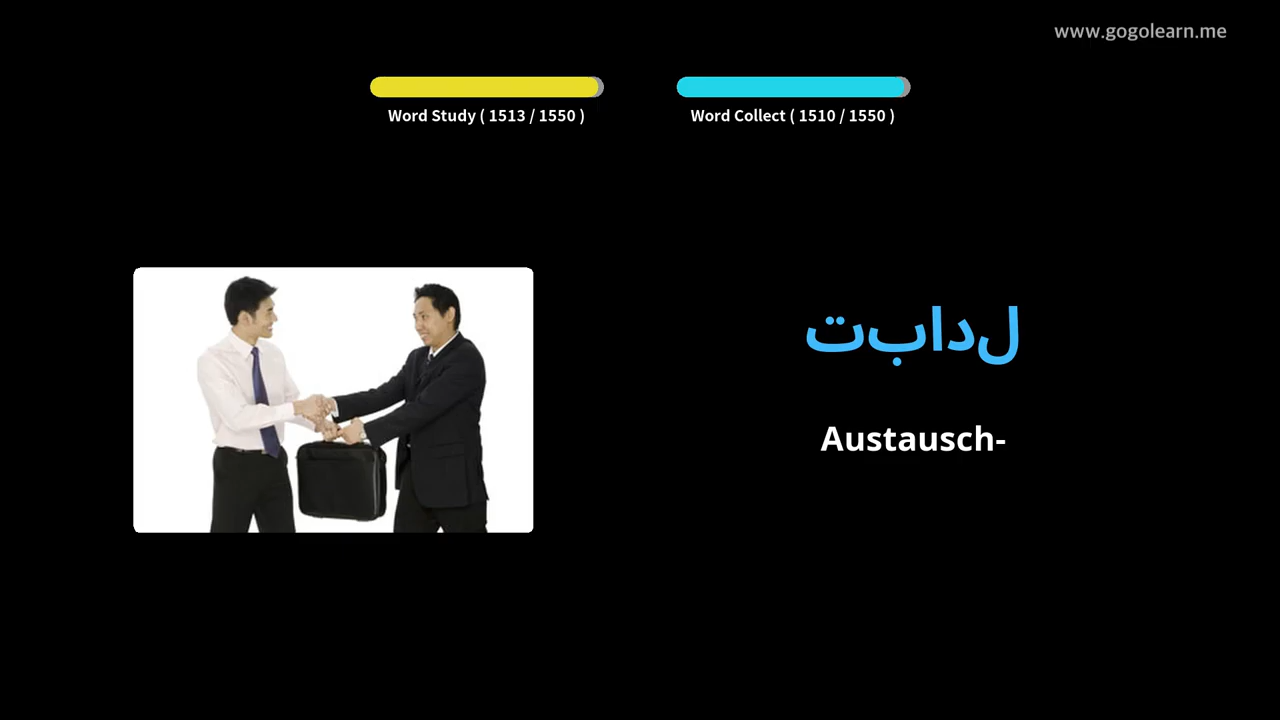 www.gogolearn.me
Word Study ( 1513 / 1550 )
Word Collect ( 1510 / 1550 )
تبادل
Austausch-